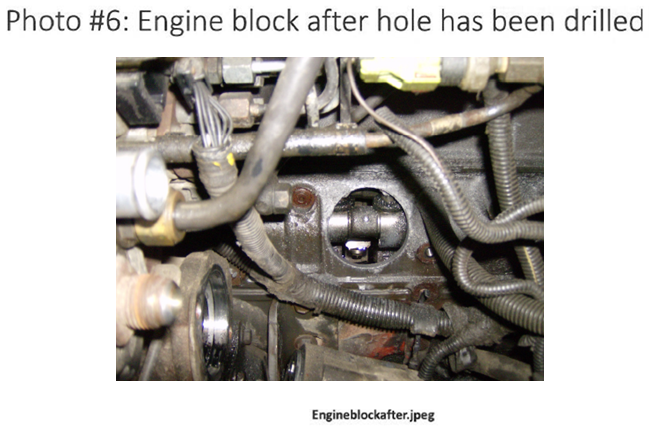 Photo #6: Engine block after hole has been drilled
Engineblockafter.jpeg